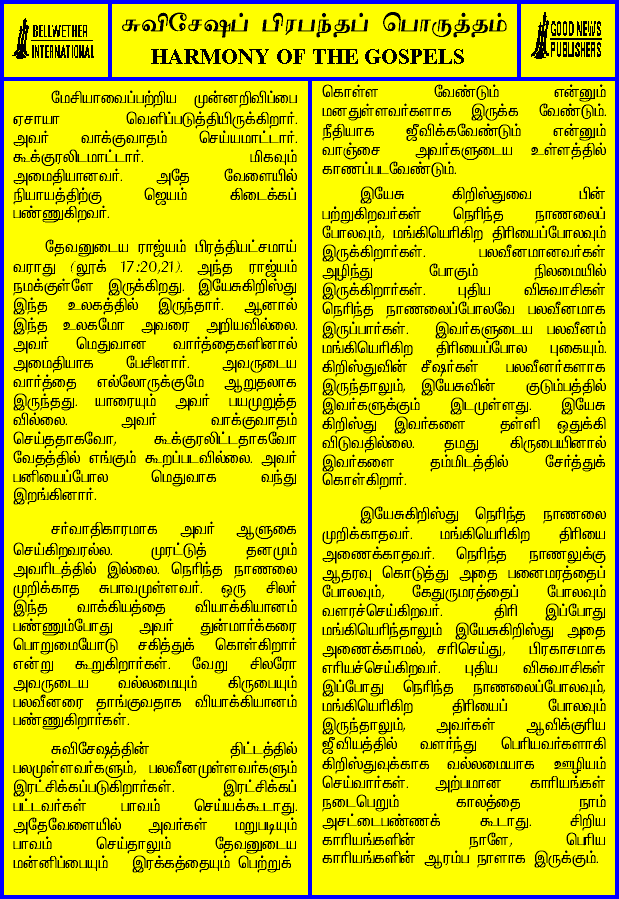 BELLWETHER
INTERNATIONAL
சுவிசேஷப் பிரபந்தப் பொருத்தம்
HARMONY OF THE GOSPELS
GOOD NEWS
PUBLISHERS
மேசியாவைப்பற்றிய முன்னறிவிப்பை
ஏசாயா வெளிப்படுத்தியிருக்கிறார்.
அவர் வாக்குவாதம் செய்யமாட்டார்.
கூக்குரலிடமாட்டார். மிகவும்
அமைதியானவர். அதே வேளையில்
நியாயத்திற்கு ஜெயம் கிடைக்கப்
பண்ணுகிறவர்.
தேவனுடைய ராஜ்யம் பிரத்தியட்சமாய்
வராது (லூக் 17:20,21). அந்த ராஜ்யம்
நமக்குள்ளே இருக்கிறது. இயேசுகிறிஸ்து
இந்த உலகத்தில் இருந்தார். ஆனால்
இந்த உலகமோ அவரை அறியவில்லை.
அவர் மெதுவான வார்த்தைகளினால்
அமைதியாக பேசினார். அவருடைய
வார்த்தை எல்லோருக்குமே ஆறுதலாக
இருந்தது. யாரையும் அவர் பயமுறுத்த
வில்லை. அவர் வாக்குவாதம்
செய்ததாகவோ, கூக்குரலிட்டதாகவோ
வேதத்தில் எங்கும் கூறப்படவில்லை. அவர்
பனியைப்போல மெதுவாக வந்து
இறங்கினார்.
சர்வாதிகாரமாக அவர் ஆளுகை
செய்கிறவரல்ல. முரட்டுத் தனமும்
அவரிடத்தில் இல்லை. நெரிந்த நாணலை
முறிக்காத சுபாவமுள்ளவர். ஒரு சிலர்
இந்த வாக்கியத்தை வியாக்கியானம்
பண்ணும்போது அவர் துன்மார்க்கரை
பொறுமையோடு சகித்துக் கொள்கிறார்
என்று கூறுகிறார்கள். வேறு சிலரோ
அவருடைய வல்லமையும் கிருபையும்
பலவீனரை தாங்குவதாக வியாக்கியானம்
பண்ணுகிறார்கள்.
சுவிசேஷத்தின் திட்டத்தில்
பலமுள்ளவர்களும், பலவீனமுள்ளவர்களும்
இரட்சிக்கப்படுகிறார்கள். இரட்சிக்கப்
பட்டவர்கள் பாவம் செய்யக்கூடாது.
அதேவேளையில் அவர்கள் மறுபடியும்
பாவம் செய்தாலும் தேவனுடைய
மன்னிப்பையும் இரக்கத்தையும் பெற்றுக்
கொள்ள வேண்டும் என்னும்
மனதுள்ளவர்களாக இருக்க வேண்டும்.
நீதியாக ஜீவிக்கவேண்டும் என்னும்
வாஞ்சை அவர்களுடைய உள்ளத்தில்
காணப்படவேண்டும்.
இயேசு கிறிஸ்துவை பின்
பற்றுகிறவர்கள் நெரிந்த நாணலைப்
போலவும், மங்கியெரிகிற திரியைப்போலவும்
இருக்கிறார்கள். பலவீனமானவர்கள்
அழிந்து போகும் நிலமையில்
இருக்கிறார்கள். புதிய விசுவாசிகள்
நெரிந்த நாணலைப்போலவே பலவீனமாக
இருப்பார்கள். இவர்களுடைய பலவீனம்
மங்கியெரிகிற திரியைப்போல புகையும்.
கிறிஸ்துவின் சீஷர்கள் பலவீனர்களாக
இருந்தாலும், இயேசுவின் குடும்பத்தில்
இவர்களுக்கும் இடமுள்ளது. இயேசு
கிறிஸ்து இவர்களை தள்ளி ஒதுக்கி
விடுவதில்லை. தமது கிருபையினால்
இவர்களை தம்மிடத்தில் சேர்த்துக்
கொள்கிறார்.
இயேசுகிறிஸ்து நெரிந்த நாணலை
முறிக்காதவர். மங்கியெரிகிற திரியை
அணைக்காதவர். நெரிந்த நாணலுக்கு
ஆதரவு கொடுத்து அதை பனைமரத்தைப்
போலவும், கேதுருமரத்தைப் போலவும்
வளரச்செய்கிறவர். திரி இப்போது
மங்கியெரிந்தாலும் இயேசுகிறிஸ்து அதை
அணைக்காமல், சரிசெய்து, பிரகாசமாக
எரியச்செய்கிறவர். புதிய விசுவாசிகள்
இப்போது நெரிந்த நாணலைப்போலவும்,
மங்கியெரிகிற திரியைப் போலவும்
இருந்தாலும், அவர்கள் ஆவிக்குரிய
ஜீவியத்தில் வளர்ந்து பெரியவர்களாகி
கிறிஸ்துவுக்காக வல்லமையாக ஊழியம்
செய்வார்கள். அற்பமான காரியங்கள்
நடைபெறும் காலத்தை நாம்
அசட்டைபண்ணக் கூடாது. சிறிய
காரியங்களின் நாளே, பெரிய
காரியங்களின் ஆரம்ப நாளாக இருக்கும்.